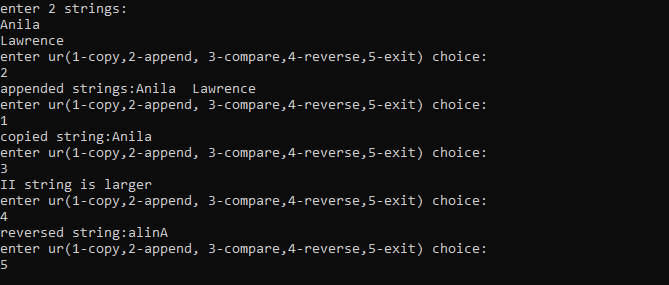 enter 2 strings:
Anila
Lawrence
enter ur(1-copy,2-append, 3-compare,4-reverse,5-exit) choice:
2
appended strings:Anila  Lawrence
enter ur(1-copy,2-append, 3-compare,4-reverse,5-exit) choice:
1
copied string:Anila
enter ur(1-copy,2-append, 3-compare,4-reverse,5-exit) choice:
3
II string is larger
enter ur(1-copy,2-append, 3-compare,4-reverse,5-exit) choice:
4
reversed string:alinA
enter ur(1-copy,2-append, 3-compare,4-reverse,5-exit) choice:
5